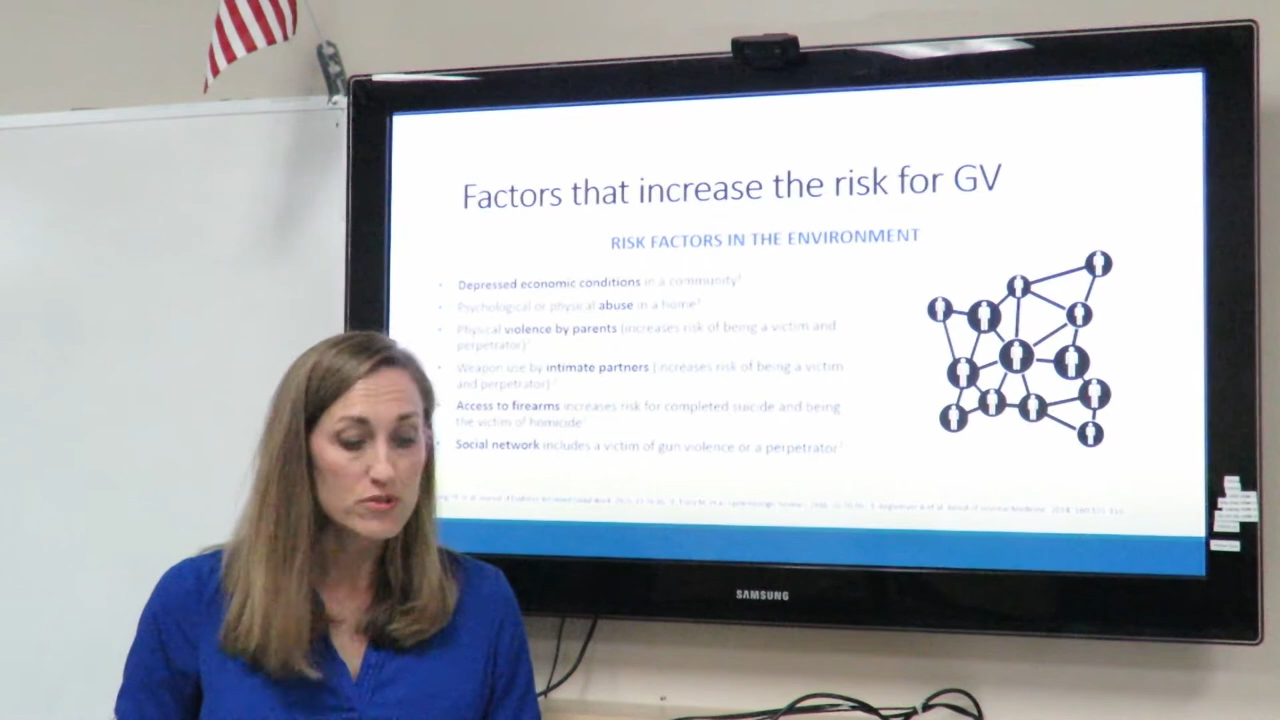 Factors that increase the risk for GV
RISK FACTORS IN THE ENVIRONMENT
• Depressed economic conditions in a community
• Psychological or physical abuse in a home
• Physical violence by parents (increases risk of being a victim and
perpetrator)
• Weapon use by intimate partners (increases risk of being a victim
and perpetrator)
Access to firearms increases risk for completed suicide and being
the victim of homicide
Social network includes a victim of gun violence or a perpetrator
SAMSUNG